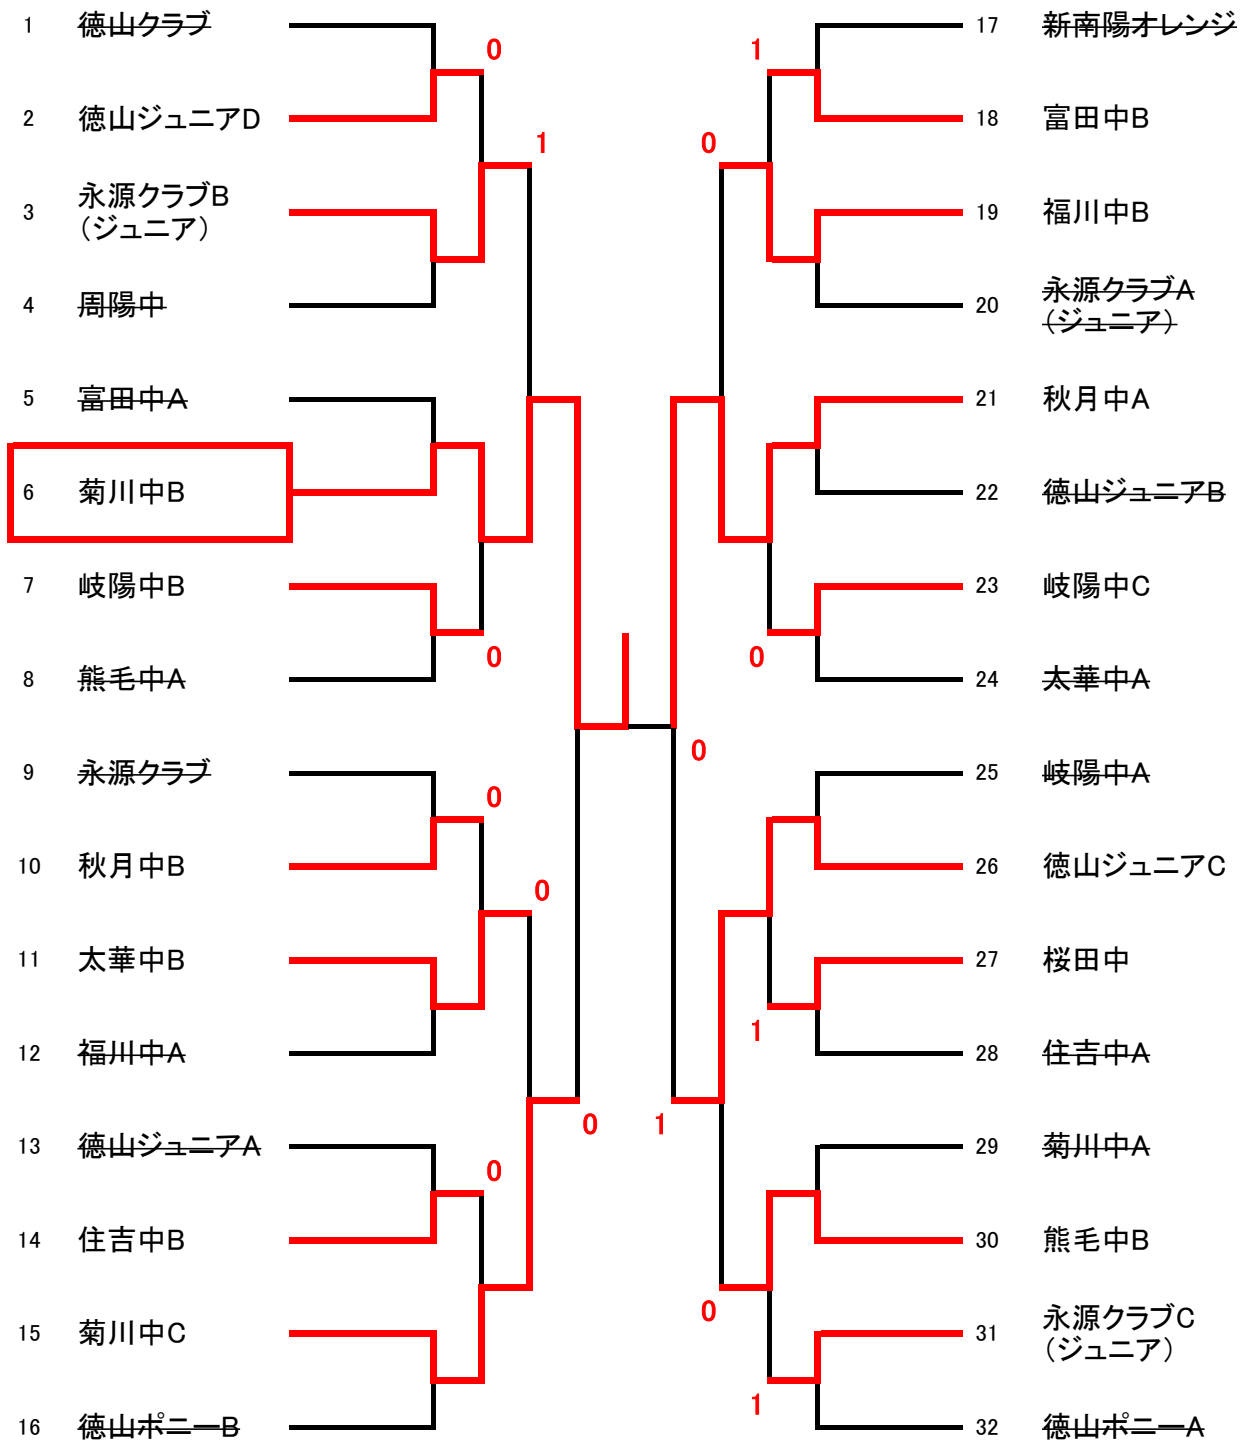 1 徳山クラブ
2 徳山ジュニアD
3 永源クラブB
（ジュニア）
4 周陽中
5 富田中A
6 菊川中B
7 岐陽中B
8 熊毛中A
9 永源クラブ
10 秋月中B
11 太華中B
12 福川中A
13 徳山ジュニアA
14 住吉中B
15 菊川中C
16 徳山ポニーB
0
1
0
0
0
0
0
1
0
0
0
1
1
0
1
17 新南陽オレンジ
18 富田中B
19 福川中B
20 永源クラブA
（ジュニア）
21 秋月中A
22 徳山ジュニアB
23 岐陽中C
24 太華中A
25 岐陽中A
26 徳山ジュニアC
27 桜田中
28 住吉中A
29 菊川中A
30 熊毛中B
31 永源クラブC
（ジュニア）
32 徳山ポニーA